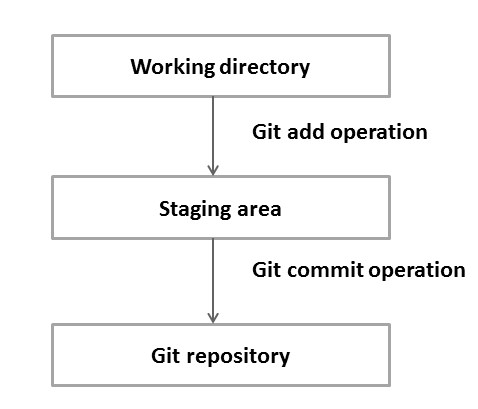 Working directory
Git add operation
Staging area
Git commit operation
Git repository